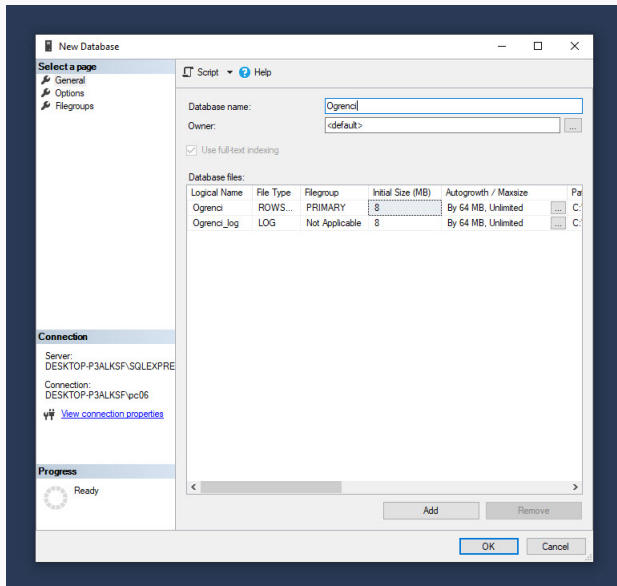 New Database
Select a page
General
Options
Filegroups
Script
Help
Database name:
Ogrenci
Owner:
<default>
...
Use full-text indexing
Database files:
Logical Name File Type Filegroup Initial Size (MB) Autogrowth / Maxsize Pa
Ogrenci ROWS... PRIMARY 8 By 64 MB, Unlimited ... C:
Ogrenci_log LOG Not Applicable 8 By 64 MB, Unlimited ... C:
Connection
Server:
DESKTOP-P3ALKSF\SQLEXPRE
Connection:
DESKTOP-P3ALKSF\pc06
View connection properties
Progress
Ready
Add
Remove
OK
Cancel